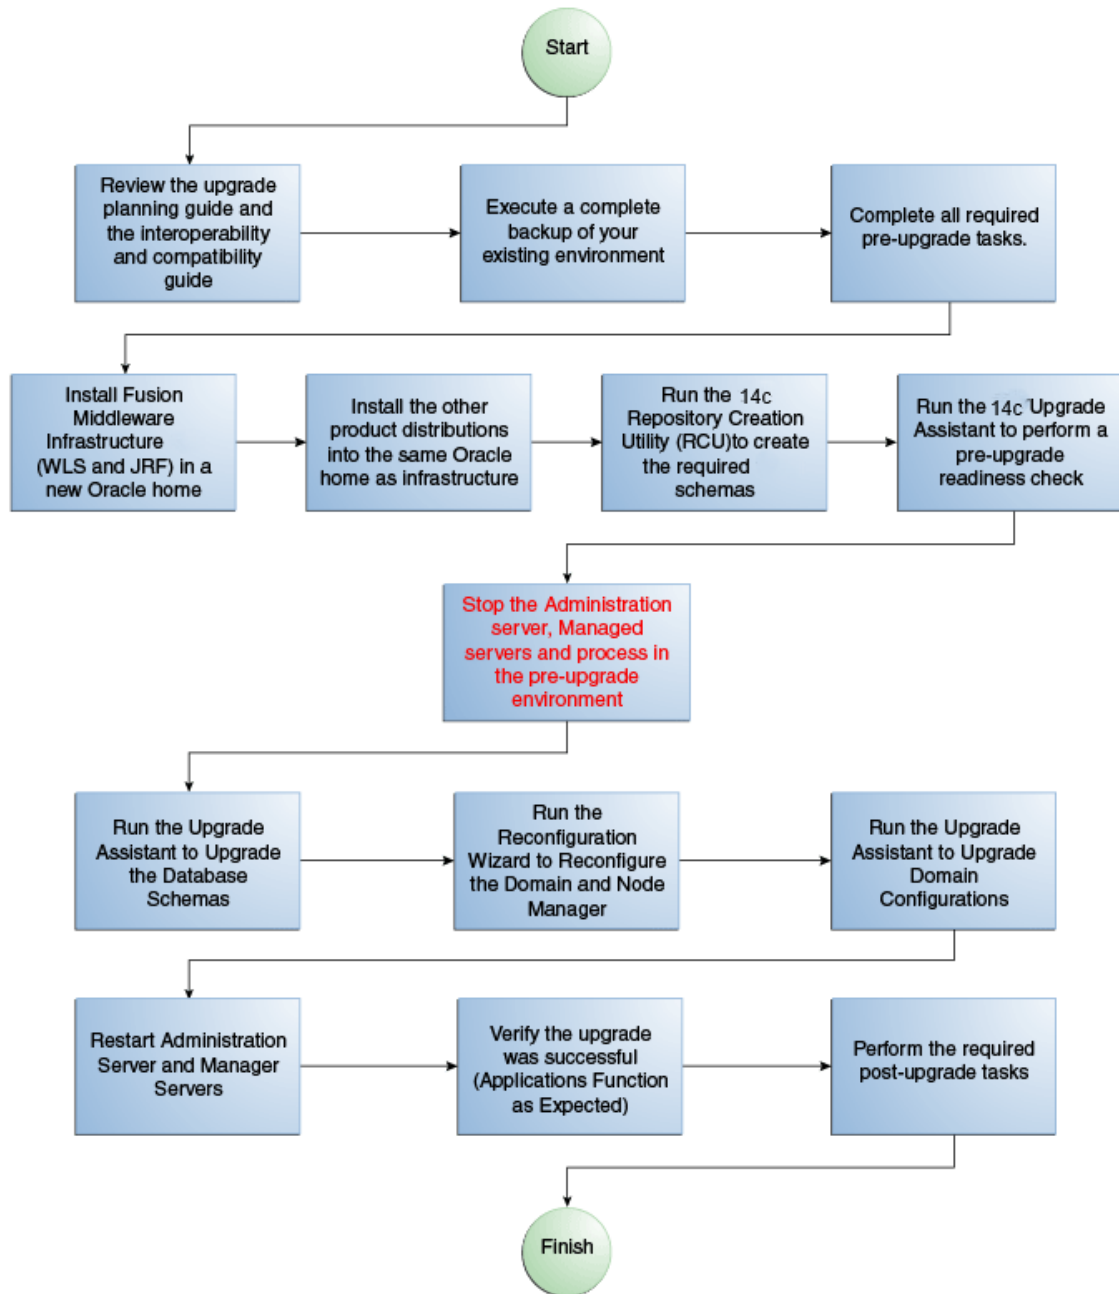 Start
Review the upgrade
planning guide and
the interoperability
and compatibility
guide
Execute a complete
backup of your
existing environment
Complete all required
pre-upgrade tasks.
Install Fusion
Middleware
Infrastructure
(WLS and JRF) in a
new Oracle home
Install the other
product distributions
into the same Oracle
home as infrastructure
Run the 14c
Repository Creation
Utility (RCU)to create
the required
schemas
Run the 14c Upgrade
Assistant to perform a
pre-upgrade
readiness check
Stop the Administration
server, Managed
servers and process in
the pre-upgrade
environment
Run the Upgrade
Assistant to Upgrade
the Database
Schemas
Run the
Reconfiguration
Wizard to Reconfigure
the Domain and Node
Manager
Run the Upgrade
Assistant to Upgrade
Domain
Configurations
Restart Administration
Server and Manager
Servers
Verify the upgrade
was successful
(Applications Function
as Expected)
Perform the required
post-upgrade tasks
Finish